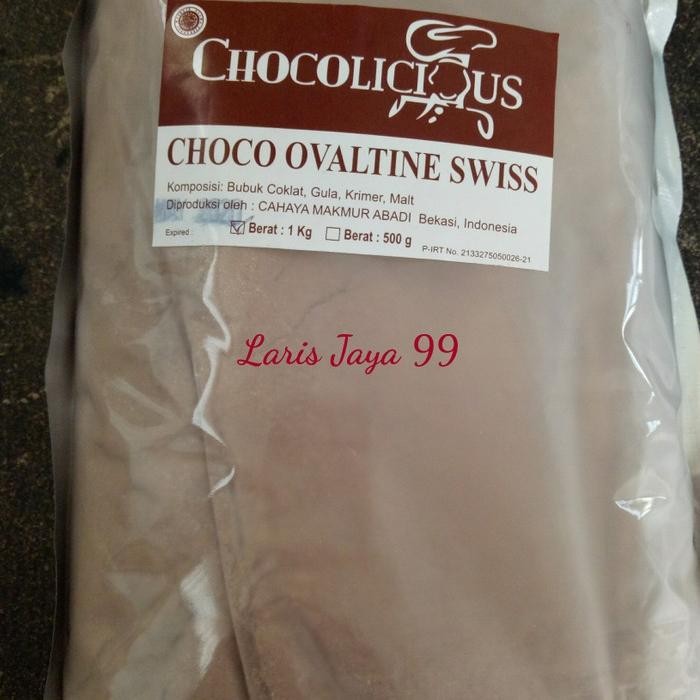 CHOCOLICIOUS
CHOCO OVALTINE SWISS
Komposisi: Bubuk Coklat, Gula, Krimer, Malt
Diproduksi oleh : CAHAYA MAKMUR ABADI Bekasi, Indonesia
Expired : Berat : 1 Kg Berat : 500 g
P-IRT No. 2133275050026-21
Laris Jaya 99